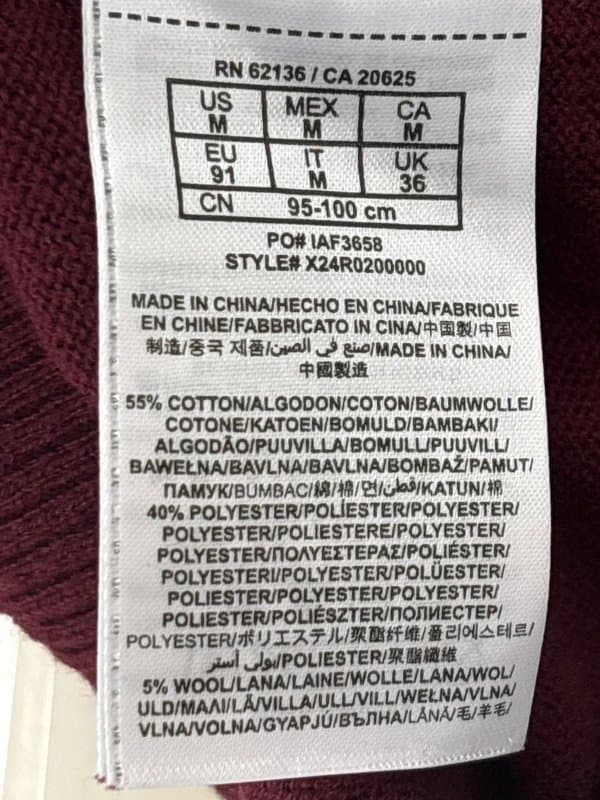 RN 62136 / CA 20625
US MEX CA
M M M
EU IT UK
91 M 36
CN 95-100 cm
PO# IAF3658
STYLE# X24R0200000
MADE IN CHINA/HECHO EN CHINA/FABRIQUE
EN CHINE/FABBRICATO IN CINA/中国製/中国
制造/중국 제품/صنع في الصين/MADE IN CHINA/
中國製造
55% COTTON/ALGODON/COTON/BAUMWOLLE/
COTONE/KATOEN/BOMULD/BAMBAKI/
ALGODÃO/PUUVILLA/BOMULL/PUUVILL/
BAWEŁNA/BAVLNA/BAVLNA/BOMBAŽ/PAMUT/
ПАМУК/BUMBAC/綿/棉/면/قطن/KATUN/棉
40% POLYESTER/POLÍESTER/POLYESTER/
POLYESTER/POLIESTERE/POLYESTER/
POLYESTER/ΠΟΛΥΕΣΤΕΡΑΣ/POLIÉSTER/
POLYESTERI/POLYESTER/POLÜESTER/
POLIESTER/POLYESTER/POLYESTER/
POLIESTER/POLIÉSZTER/ПОЛИЕСТЕР/
POLYESTER/ポリエステル/聚酯纤维/폴리에스테르/
بولي أستر/POLIESTER/聚酯纖維
5% WOOL/LANA/LAINE/WOLLE/LANA/WOL/
ULD/ΜΑΛΛΙ/LÃ/VILLA/ULL/VILL/WEŁNA/VLNA/
VLNA/VOLNA/GYAPJÚ/ВЪЛНА/LÂNĂ/毛/羊毛/